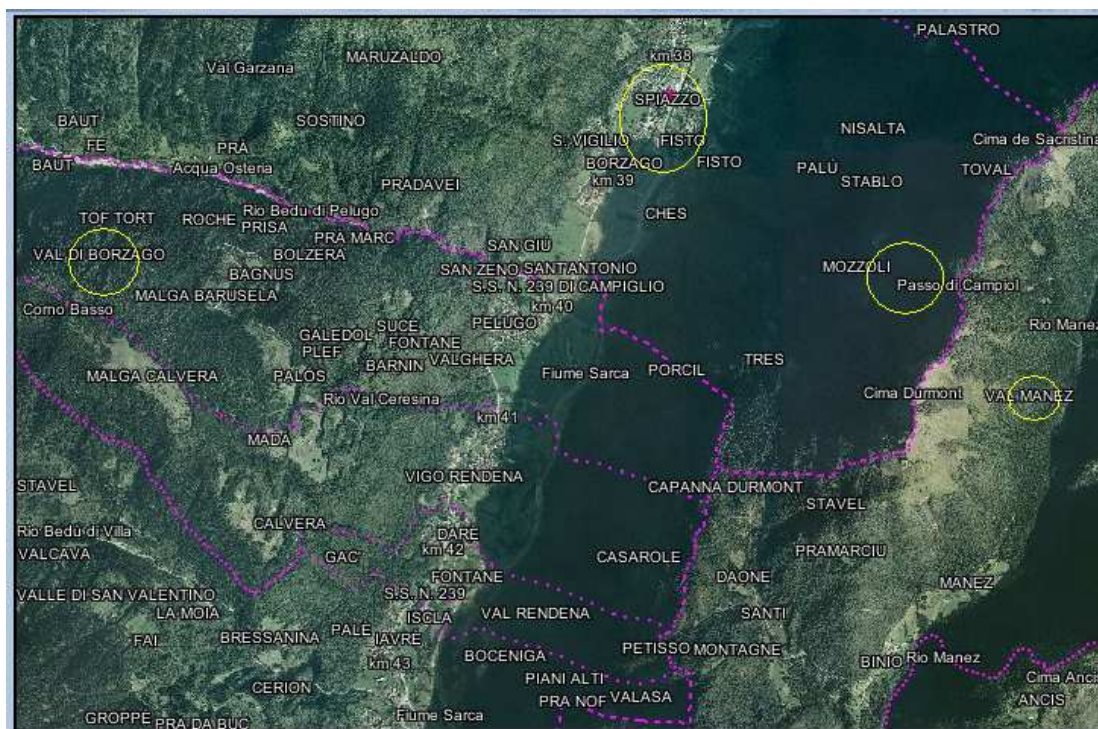 PALASTRO
km 38
MARUZALDO
Val Garzana
SPIAZZO
BAUT
SOSTINO
NISALTA
FE
PRÀ
S. VIGILIO
FISTO
Cima de Sacristina
BAUT
Acqua Osteria
BORZAGO
FISTO
PALÙ
TOVAL
km 39
STABLO
PRADAVEI
TOF TORT
ROCHE
Rio Bedù di Pelugo
CHES
PRISA
PRA MARC
SAN GIU
VAL DI BORZAGO
BOLZERA
BAGNUS
SAN ZENO
SANT'ANTONIO
MOZZOLI
S.S. N. 239 DI CAMPIGLIO
Passo di Campiol
MALGA BARUSELA
km 40
Corno Basso
SUCE
PELUGO
Rio Manez
GALEDOL
FONTANE
PLEF
BARNIN
VALGHERA
TRES
MALGA CALVERA
PALÒS
Fiume Sarca
PORCIL
Rio Val Ceresina
Cima Durmont
VAL MANEZ
km 41
MADA
VIGO RENDENA
STAVEL
CAPANNA DURMONT
STAVEL
CALVERA
Rio Bedù di Villa
DARE
VALCAVA
km 42
GAC'
CASAROLE
PRAMARCIU
FONTANE
DAONE
MANEZ
VALLE DI SAN VALENTINO
S.S. N. 239
LA MOIA
ISCLA
VAL RENDENA
SANTI
FAI
BRESSANINA
PALE
IAVRE
PETISSO
MONTAGNE
km 43
BOCENIGA
BINIO
Rio Manez
CERION
PIANI ALTI
Cima Ancis
PRA NOF
VALASA
ANCIS
GROPPE
PRA DA BUC
Fiume Sarca